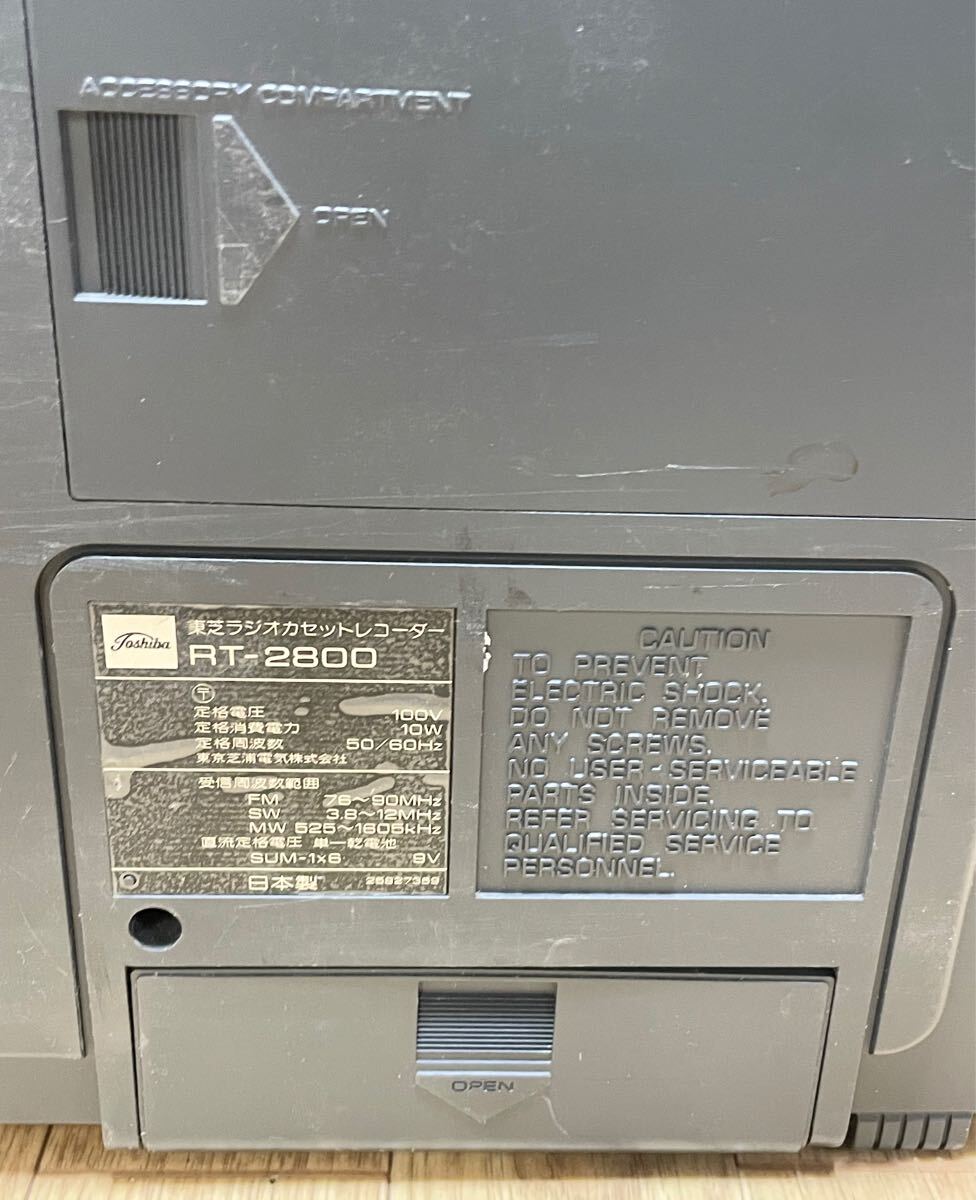 ACCESSORY COMPARTMENT
OPEN
Toshiba
東芝ラジオカセットレコーダー
RT-2800
〒
定格電圧 100V
定格消費電力 10W
定格周波数 50/60Hz
東京芝浦電気株式会社
受信周波数範囲
FM 76~90MHz
SW 3.8~12MHz
MW 525~1605kHz
直流定格電圧 単一乾電池
SUM-1×6 9V
日本製
CAUTION
TO PREVENT
ELECTRIC SHOCK,
DO NOT REMOVE
ANY SCREWS.
NO USER-SERVICEABLE
PARTS INSIDE.
REFER SERVICING TO
QUALIFIED SERVICE
PERSONNEL.
OPEN